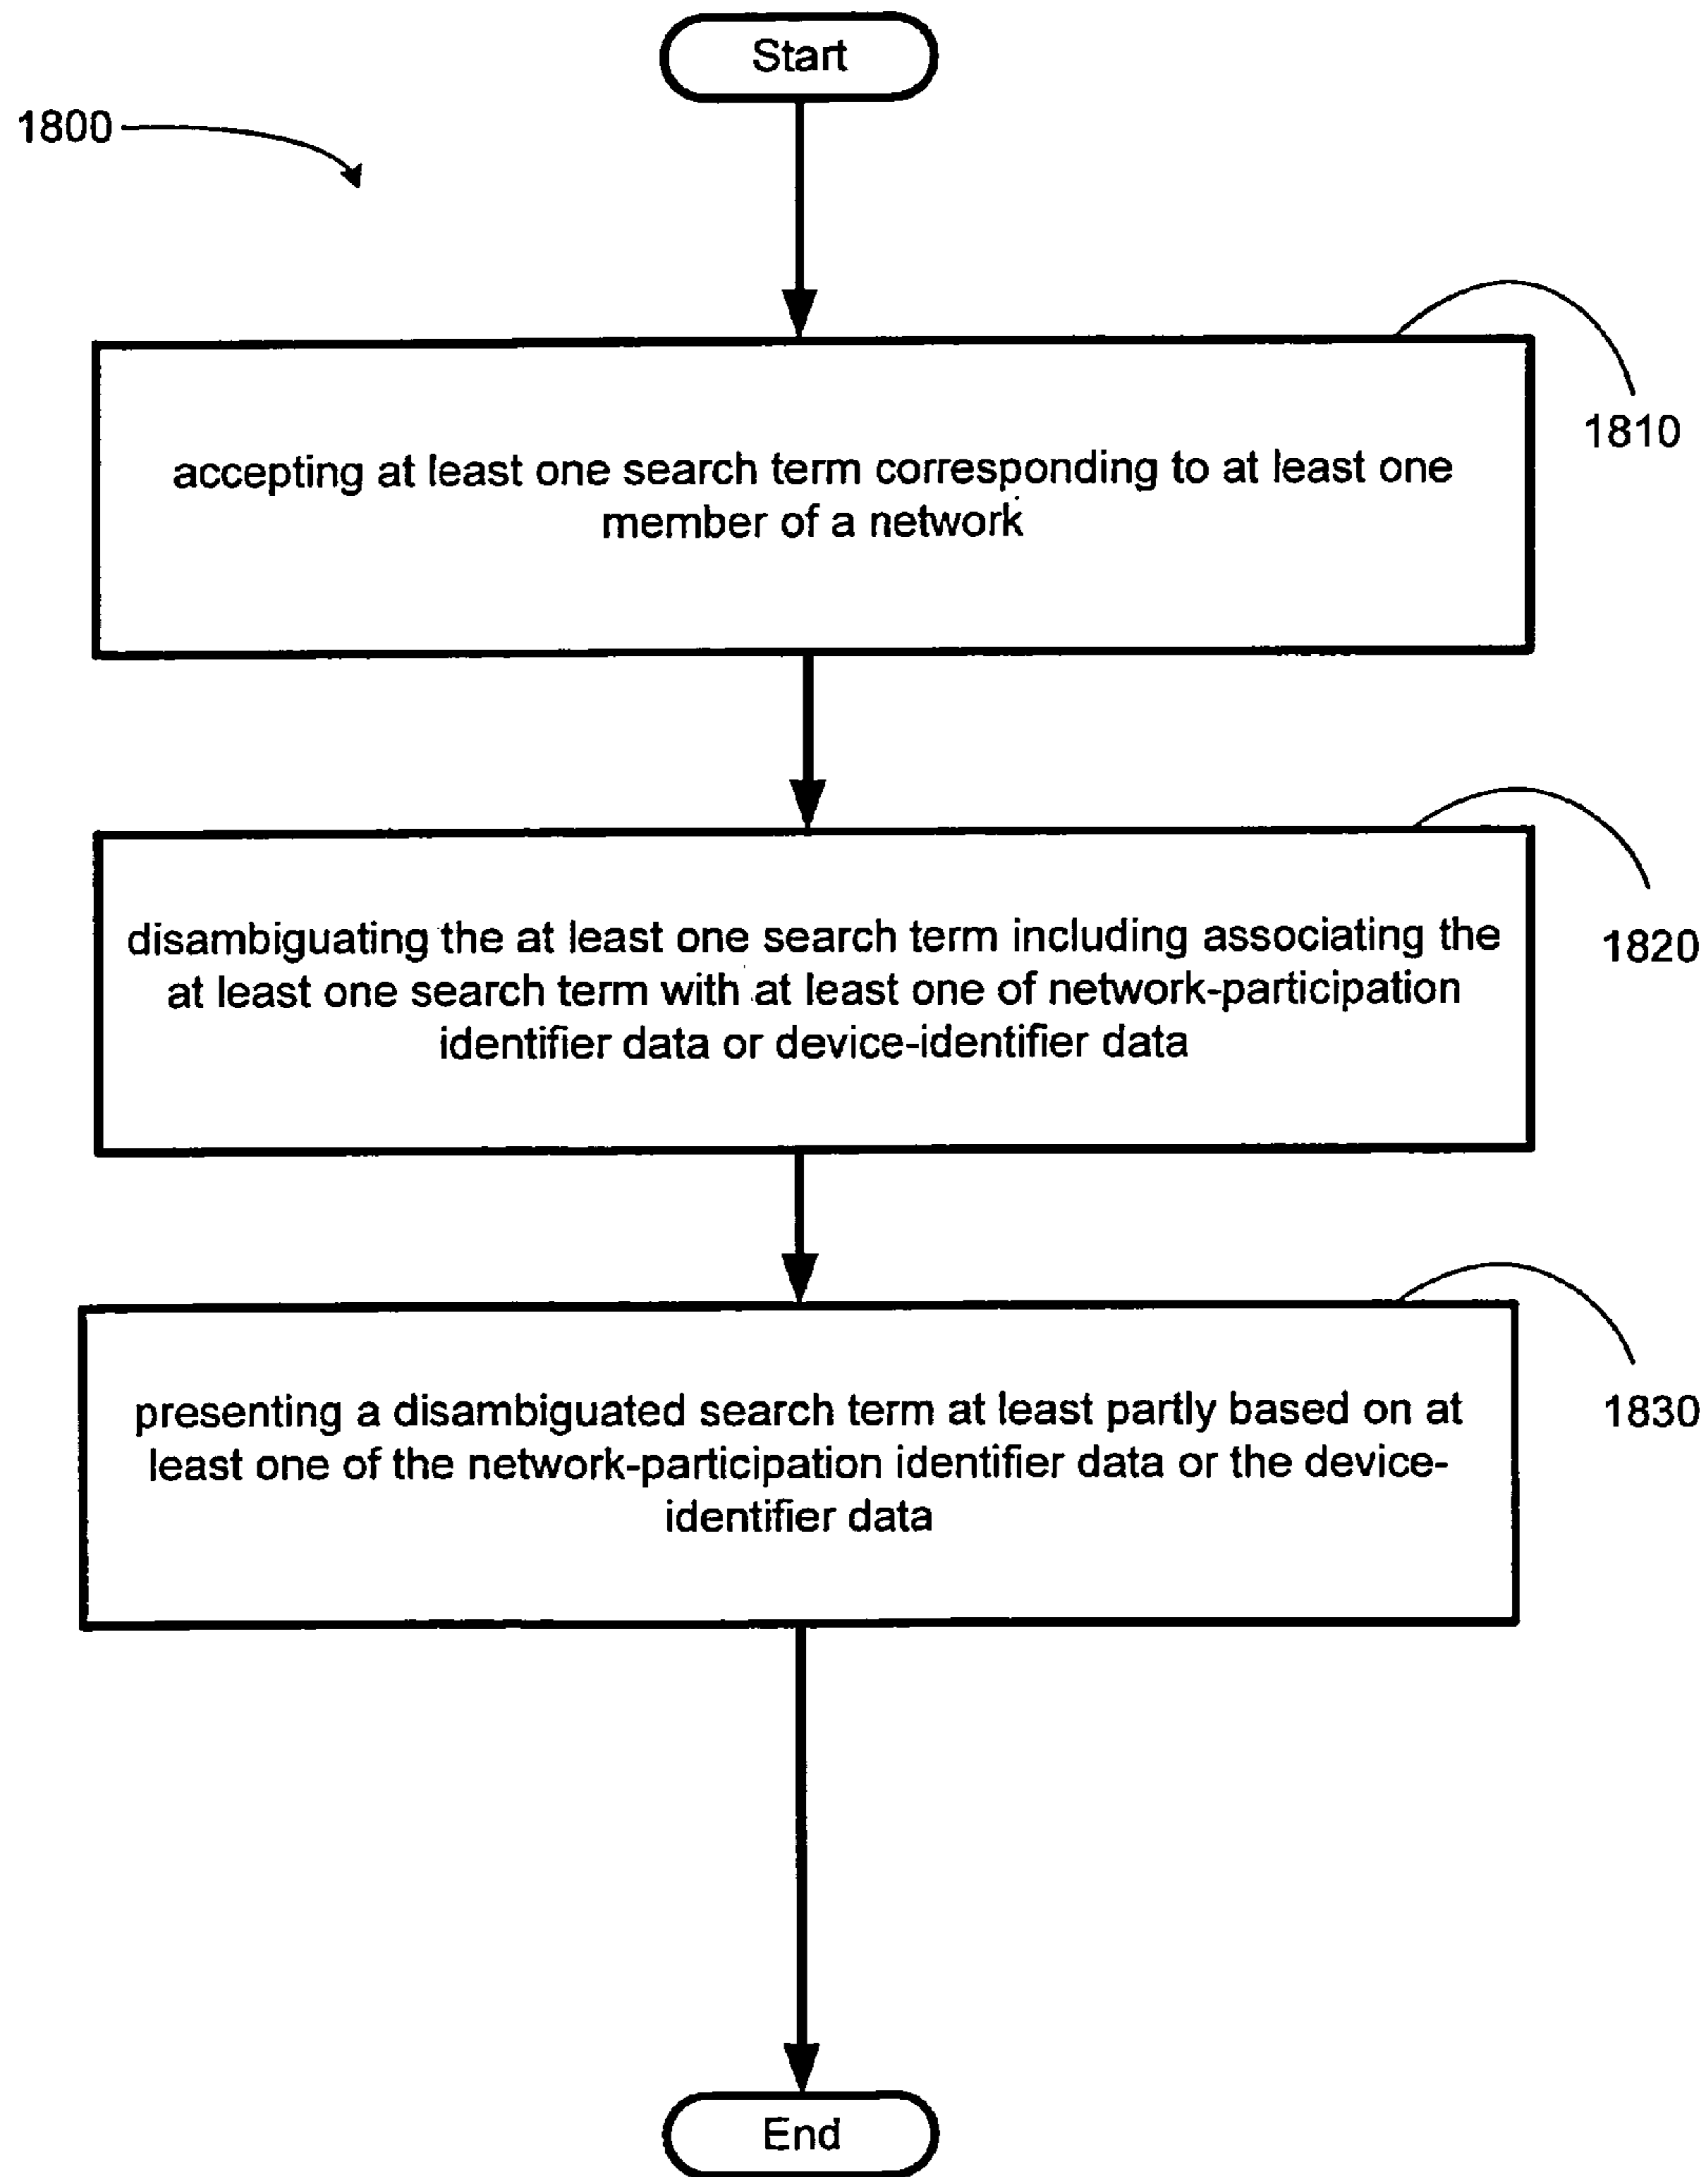 Start
1800
1810
accepting at least one search term corresponding to at least one
member of a network
1820
disambiguating the at least one search term including associating the
at least one search term with at least one of network-participation
identifier data or device-identifier data
1830
presenting a disambiguated search term at least partly based on at
least one of the network-participation identifier data or the device-
identifier data
End